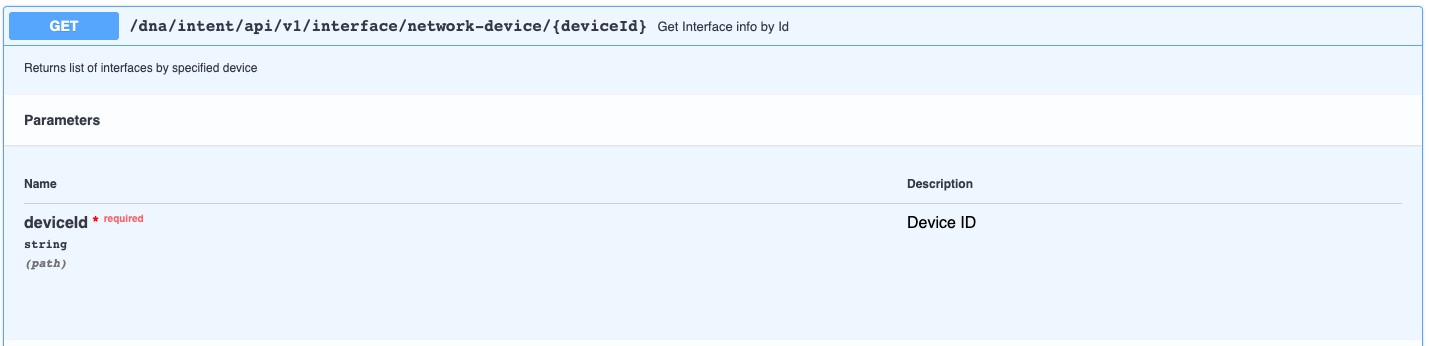 GET /dna/intent/api/v1/interface/network-device/{deviceId} Get Interface info by Id
Returns list of interfaces by specified device
Parameters
Name Description
deviceId * required Device ID
string
(path)